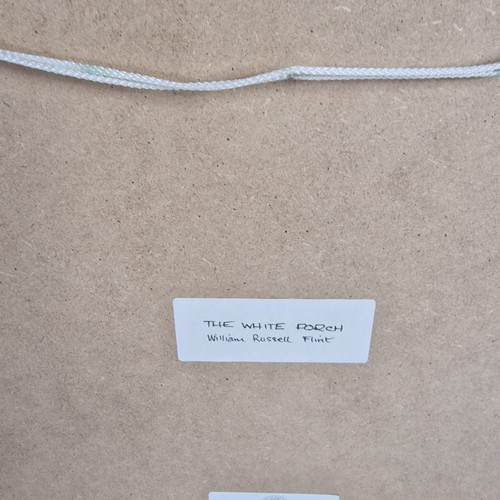 THE WHITE PORCH
William Russell Flint